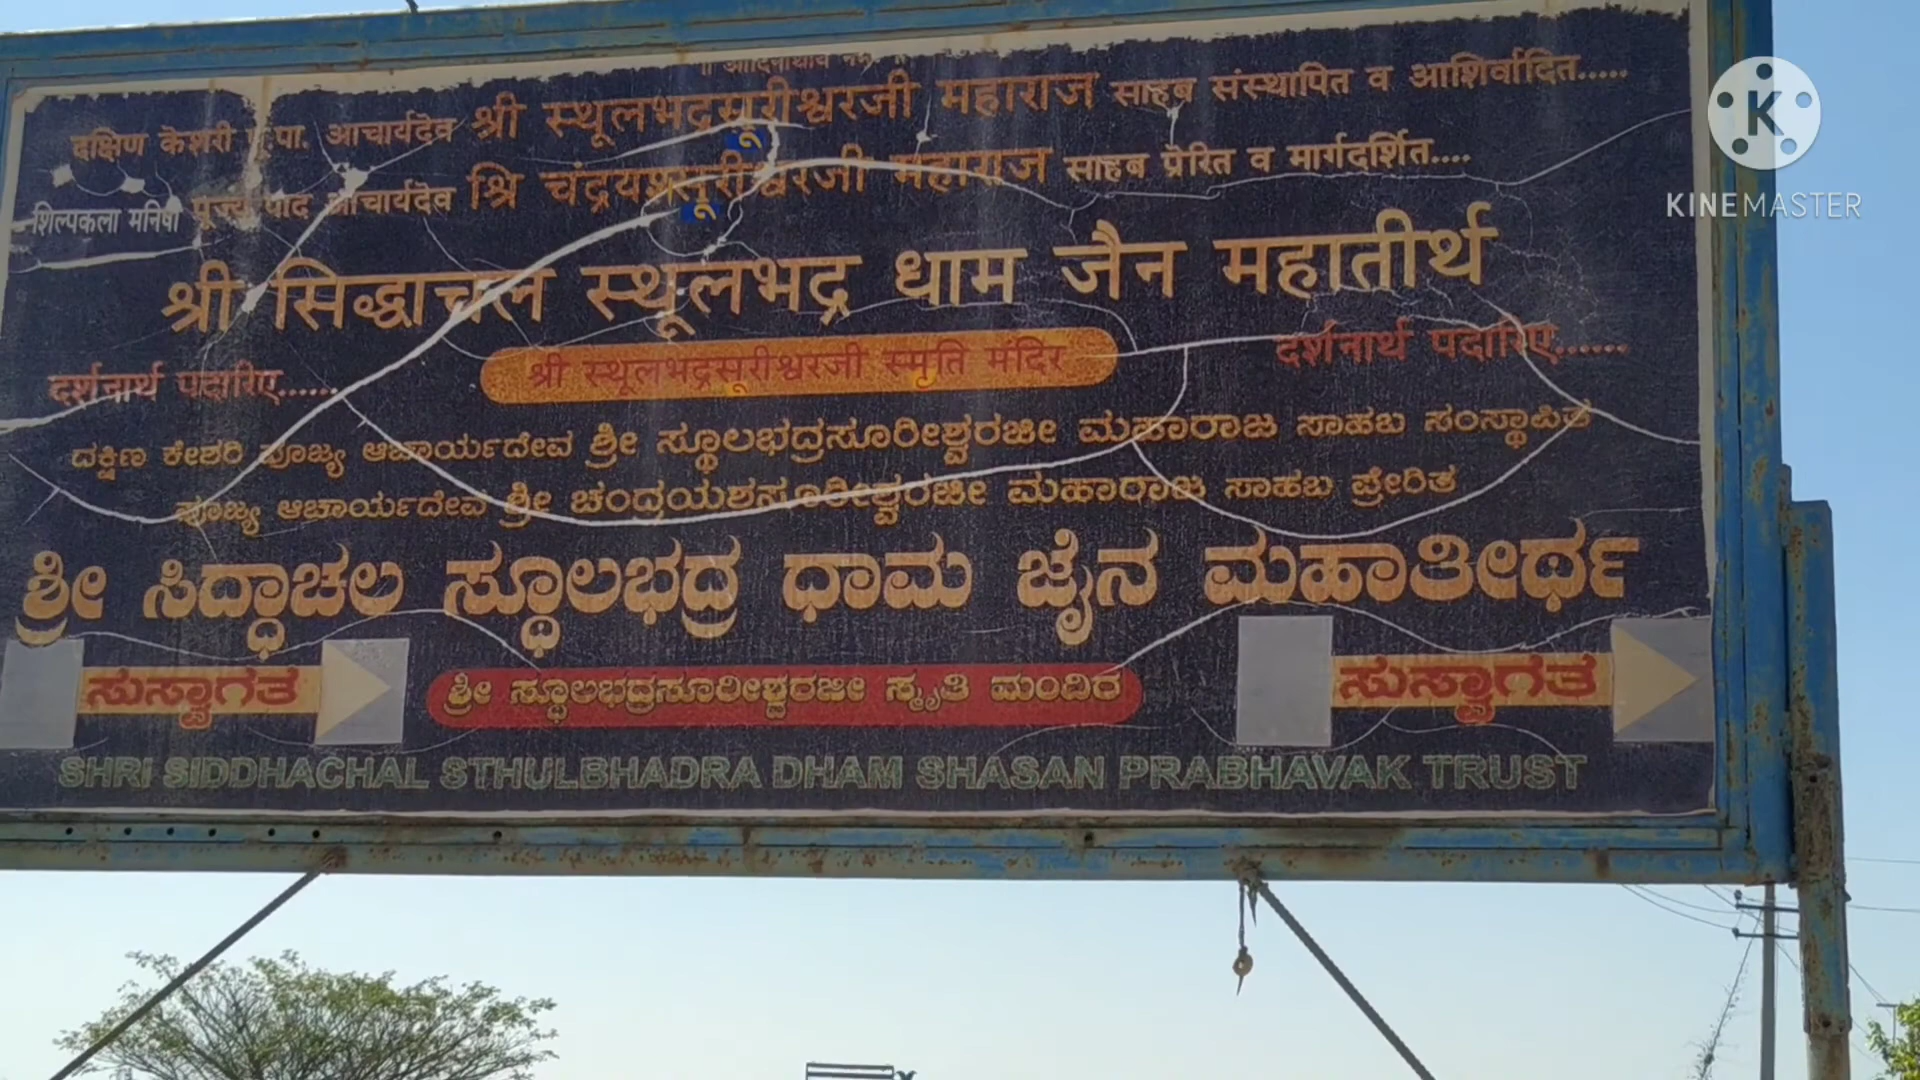 आदिनाथाय नमः
दक्षिण केशरी प.पा. आचार्यदेव श्री स्थूलभद्रसूरीश्वरजी महाराज साहब संस्थापित व आशिर्वादित.....
शिल्पकला मनिषी पूज्य पाद आचार्यदेव श्रि चंद्रयशसूरीश्वरजी महाराज साहब प्रेरित व मार्गदर्शित....
श्री सिद्धाचल स्थूलभद्र धाम जैन महातीर्थ
दर्शनार्थ पदारिए...... श्री स्थूलभद्रसूरीश्वरजी स्मृति मंदिर दर्शनार्थ पदारिए......
ದಕ್ಷಿಣ ಕೇಶರಿ ಪೂಜ್ಯ ಆಚಾರ್ಯದೇವ ಶ್ರೀ ಸ್ಥೂಲಭದ್ರಸೂರೀಶ್ವರಜೀ ಮಹಾರಾಜ ಸಾಹಬ ಸಂಸ್ಥಾಪಿತ
ಪೂಜ್ಯ ಆಚಾರ್ಯದೇವ ಶ್ರೀ ಚಂದ್ರಯಶಸೂರೀಶ್ವರಜೀ ಮಹಾರಾಜ ಸಾಹಬ ಪ್ರೇರಿತ
ಶ್ರೀ ಸಿದ್ಧಾಚಲ ಸ್ಥೂಲಭದ್ರ ಧಾಮ ಜೈನ ಮಹಾತೀರ್ಥ
ಸುಸ್ವಾಗತ ಶ್ರೀ ಸ್ಥೂಲಭದ್ರಸೂರೀಶ್ವರಜೀ ಸ್ಮೃತಿ ಮಂದಿರ ಸುಸ್ವಾಗತ
SHRI SIDDHACHAL STHULBHADRA DHAM SHASAN PRABHAVAK TRUST
K
KINEMASTER